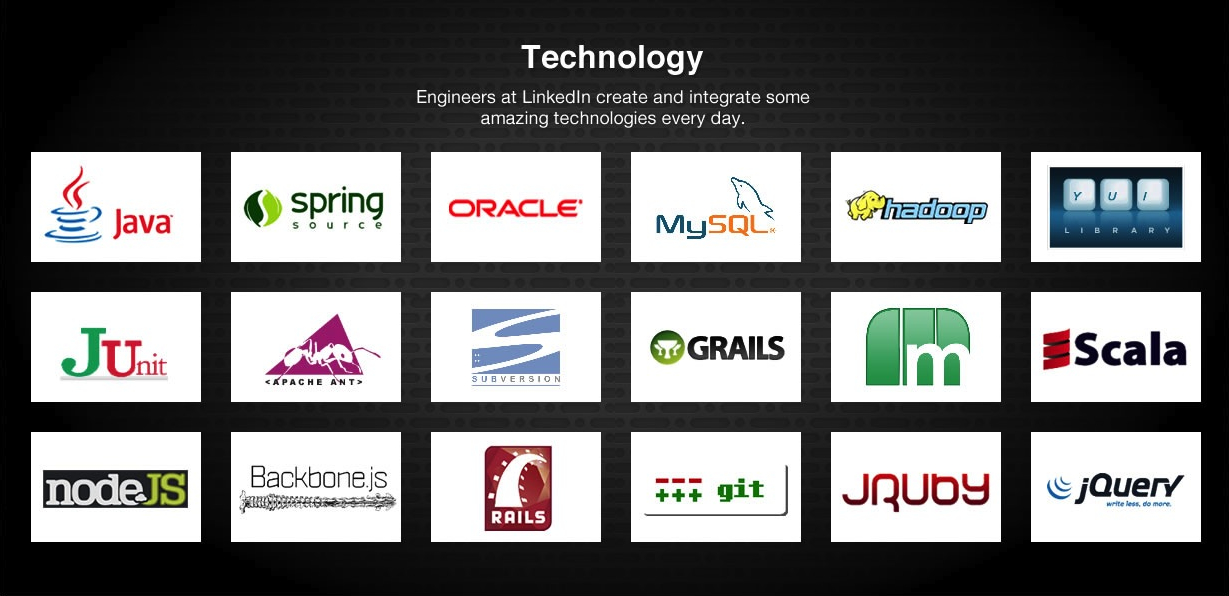 Technology
Engineers at LinkedIn create and integrate some
amazing technologies every day.
Java
spring
source
ORACLE
MySQL
hadoop
Y U I
LIBRARY
JUnit
<APACHE ANT>
SUBVERSION
GRAILS
m
Scala
nodeJS
Backbone.js
RAILS
git
JRUBY
jQuery
write less, do more.